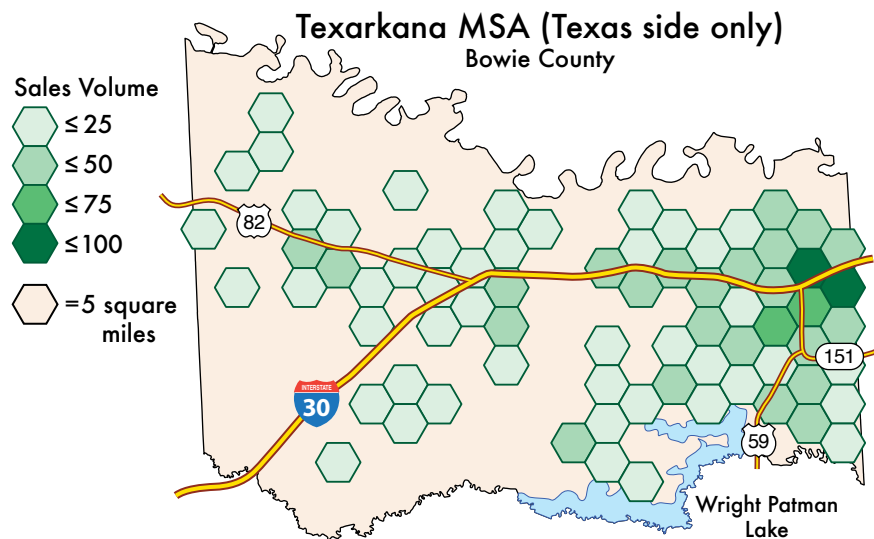 Texarkana MSA (Texas side only)
Bowie County
Sales Volume
≤25
≤50
≤75
≤100
=5 square
miles
82
INTERSTATE
30
151
59
Wright Patman
Lake